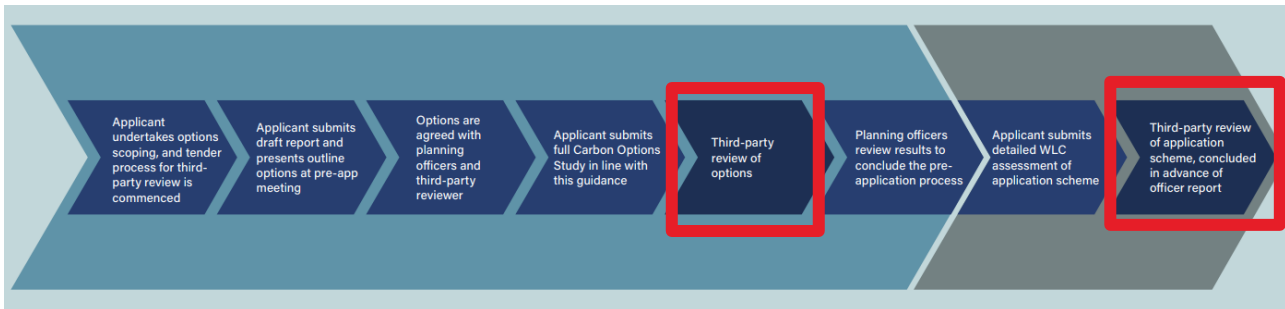 Applicant
undertakes options
scoping, and tender
process for third-
party review is
commenced
Applicant submits
draft report and
presents outline
options at pre-app
meeting
Options are
agreed with
planning
officers and
third-party
reviewer
Applicant submits
full Carbon Options
Study in line with
this guidance
Third-party
review of
options
Planning officers
review results to
conclude the pre-
application process
Applicant submits
detailed WLC
assessment of
application scheme
Third-party review
of application
scheme, concluded
in advance of
officer report